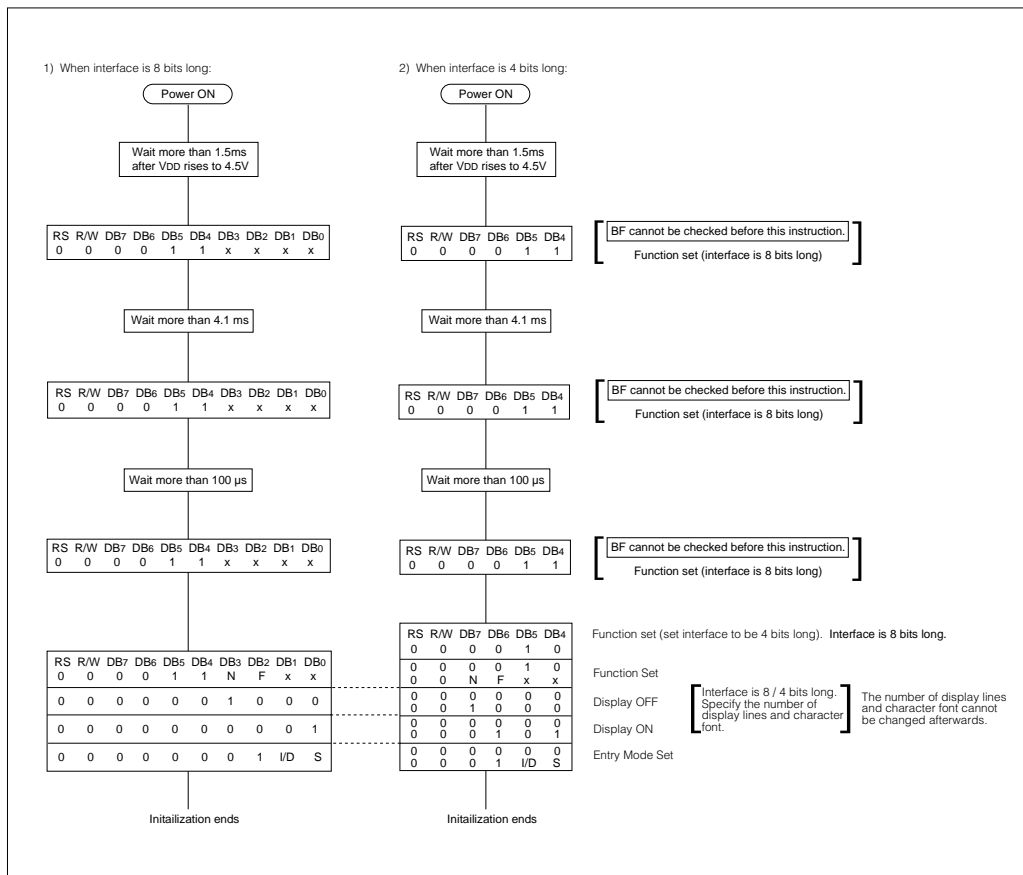 1) When interface is 8 bits long:
Power ON
Wait more than 1.5ms
after VDD rises to 4.5V
RS R/W DB7 DB6 DB5 DB4 DB3 DB2 DB1 DB0
0 0 0 0 1 1 x x x x
Wait more than 4.1 ms
RS R/W DB7 DB6 DB5 DB4 DB3 DB2 DB1 DB0
0 0 0 0 1 1 x x x x
Wait more than 100 µs
RS R/W DB7 DB6 DB5 DB4 DB3 DB2 DB1 DB0
0 0 0 0 1 1 x x x x
RS R/W DB7 DB6 DB5 DB4 DB3 DB2 DB1 DB0
0 0 0 0 1 1 N F x x
0 0 0 0 0 0 1 0 0 0
0 0 0 0 0 0 0 0 0 1
0 0 0 0 0 0 0 1 I/D S
Initailization ends
2) When interface is 4 bits long:
Power ON
Wait more than 1.5ms
after VDD rises to 4.5V
RS R/W DB7 DB6 DB5 DB4
0 0 0 0 1 1
BF cannot be checked before this instruction.
Function set (interface is 8 bits long)
Wait more than 4.1 ms
RS R/W DB7 DB6 DB5 DB4
0 0 0 0 1 1
BF cannot be checked before this instruction.
Function set (interface is 8 bits long)
Wait more than 100 µs
RS R/W DB7 DB6 DB5 DB4
0 0 0 0 1 1
BF cannot be checked before this instruction.
Function set (interface is 8 bits long)
RS R/W DB7 DB6 DB5 DB4
0 0 0 0 1 0
0 0 0 0 1 0
0 0 N F x x
0 0 0 0 0 0
0 0 1 0 0 0
0 0 0 0 0 0
0 0 0 1 0 1
0 0 0 0 0 0
0 0 0 1 I/D S
Initailization ends
Function set (set interface to be 4 bits long). Interface is 8 bits long.
Function Set
Display OFF
Display ON
Entry Mode Set
Interface is 8 / 4 bits long.
Specify the number of
display lines and character
font.
The number of display lines
and character font cannot
be changed afterwards.